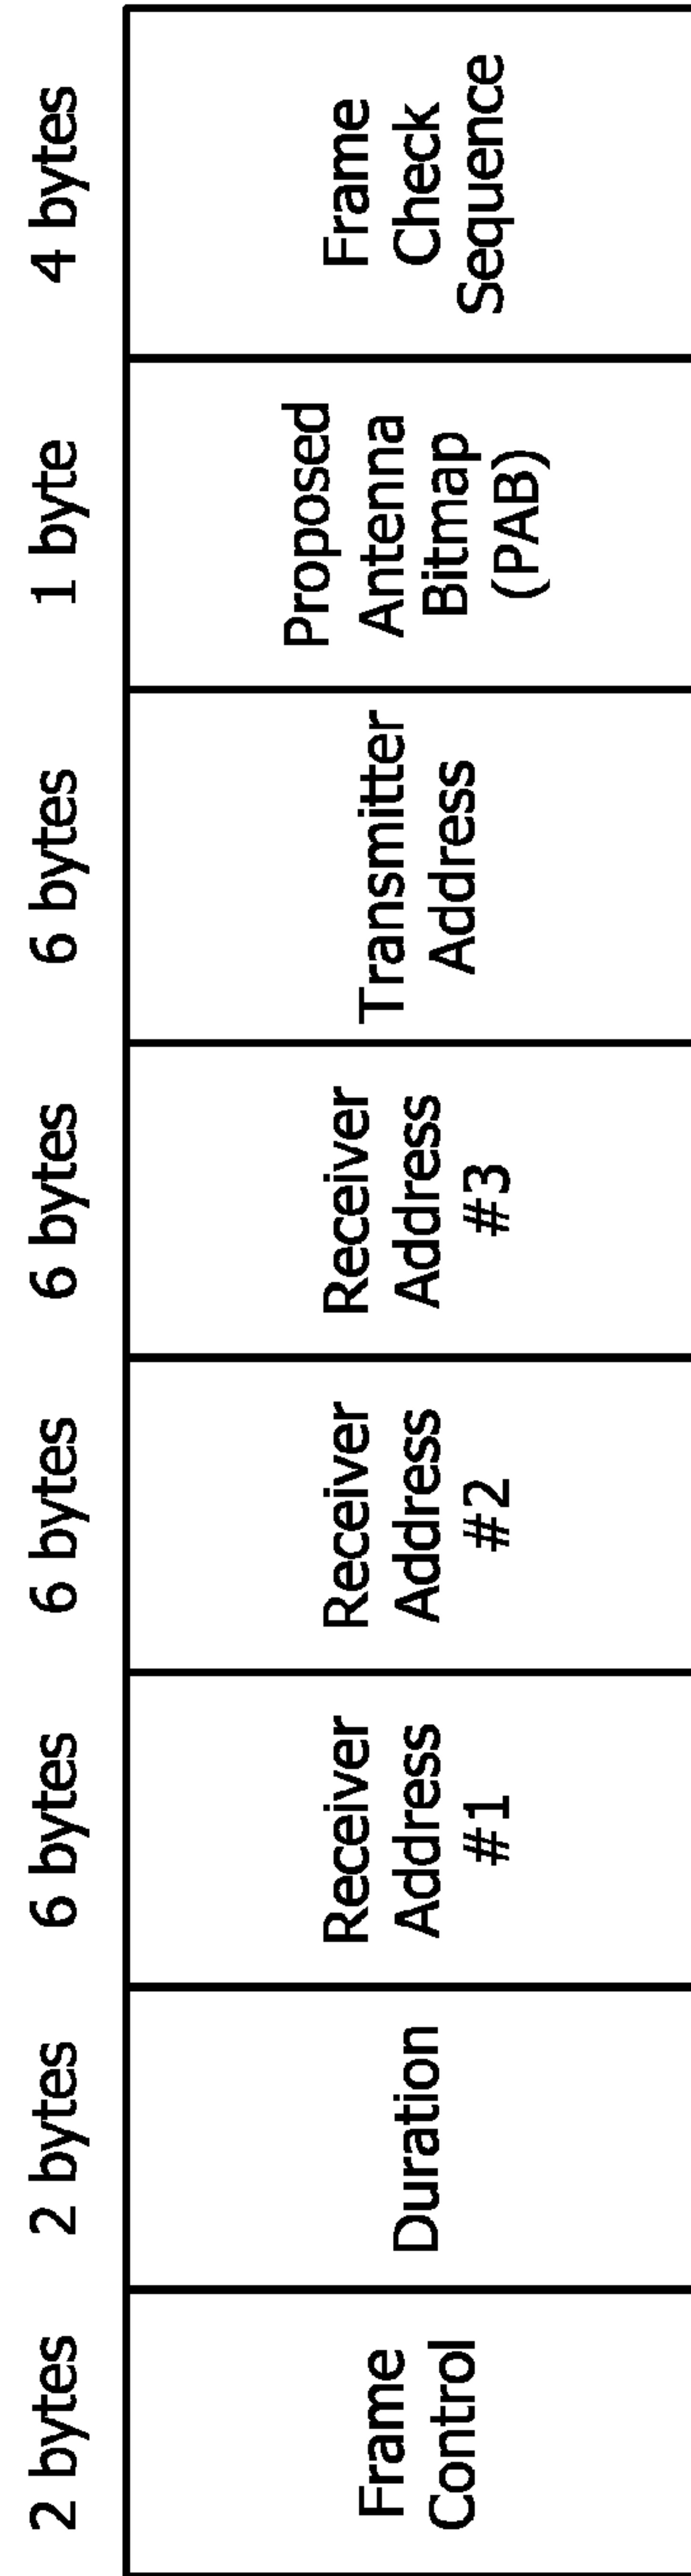 2 bytes
2 bytes
6 bytes
6 bytes
6 bytes
6 bytes
1 byte
4 bytes
Frame
Control
Duration
Receiver
Address
#1
Receiver
Address
#2
Receiver
Address
#3
Transmitter
Address
Proposed
Antenna
Bitmap
(PAB)
Frame
Check
Sequence